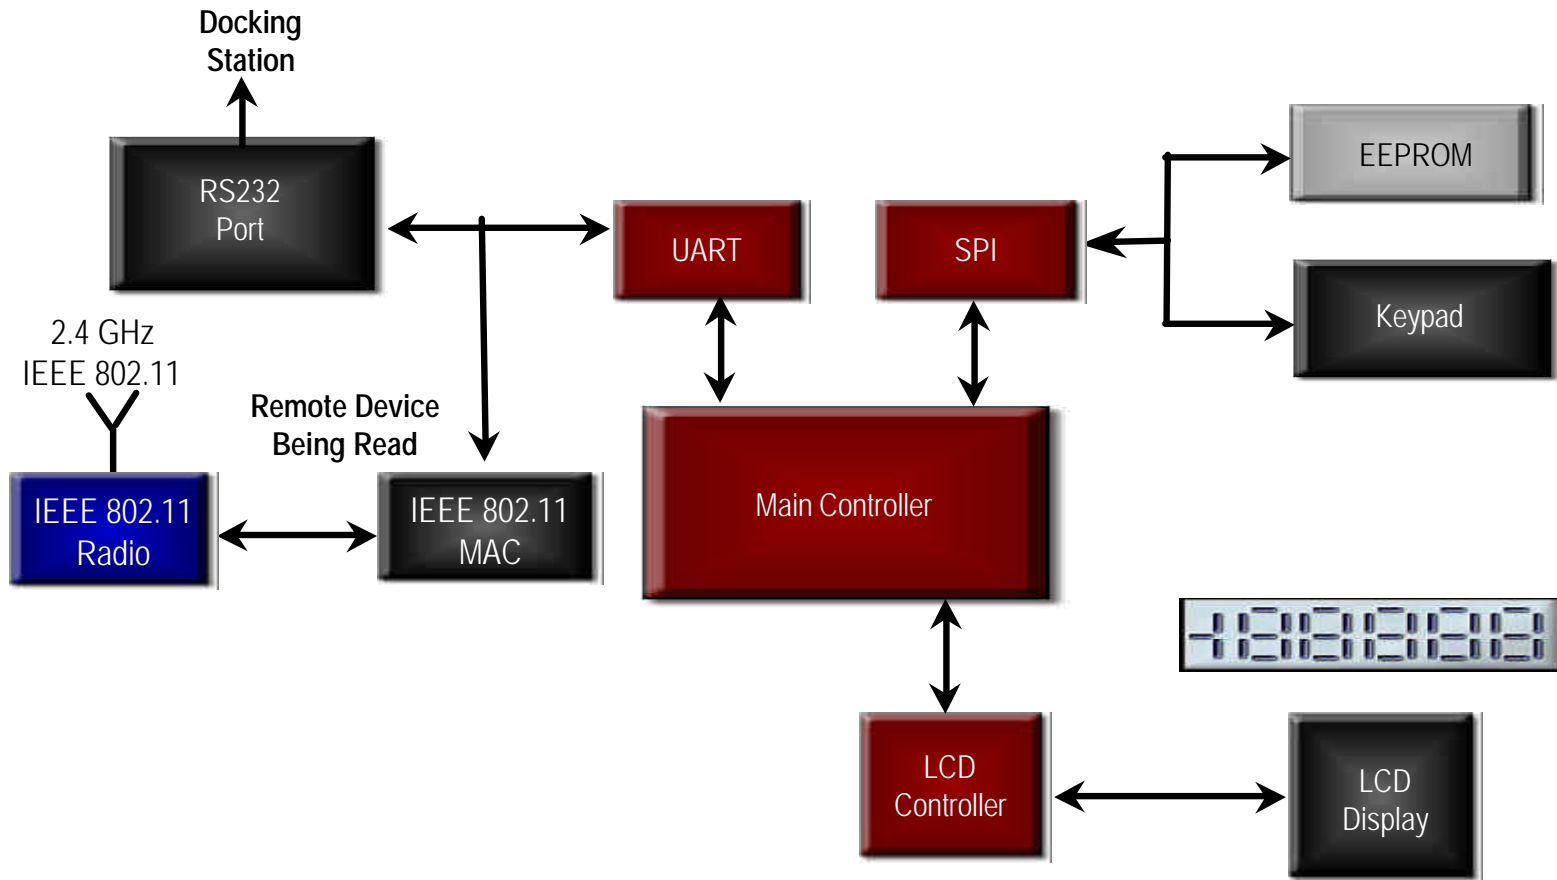 Docking
Station
RS232
Port
EEPROM
UART
SPI
Keypad
2.4 GHz
IEEE 802.11
Remote Device
Being Read
IEEE 802.11
Radio
IEEE 802.11
MAC
Main Controller
-188888
LCD
Controller
LCD
Display